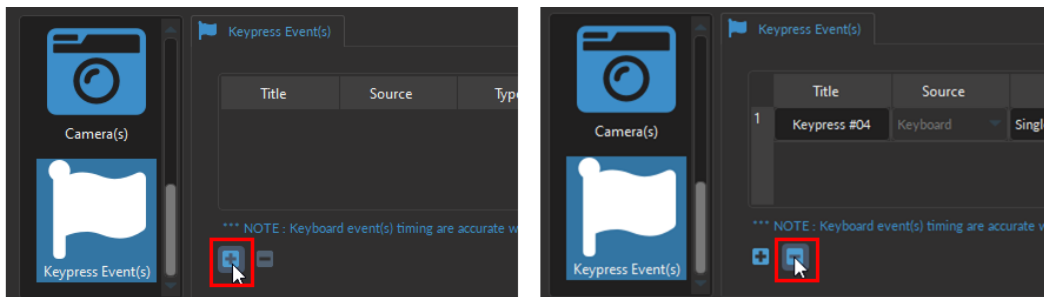 Keypress Event(s)
Title Source Type
Camera(s)
*** NOTE : Keyboard event(s) timing are accurate w
Keypress Event(s)
Keypress Event(s)
Title Source
1 Keypress #04 Keyboard Singl
Camera(s)
*** NOTE : Keyboard event(s) timing are accurate w
Keypress Event(s)